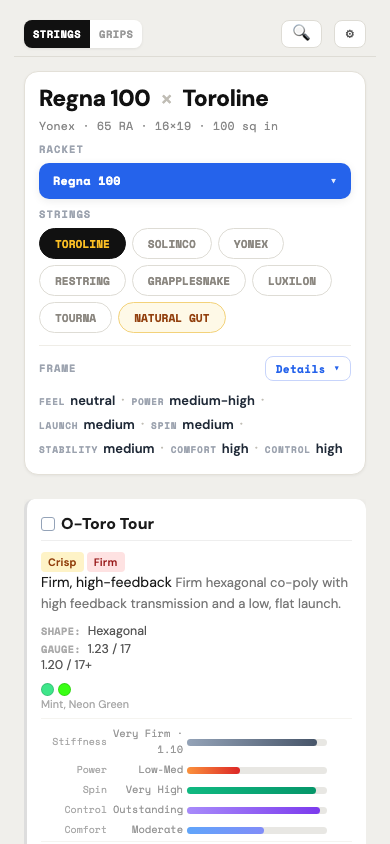 STRINGS GRIPS
Regna 100 × Toroline
Yonex · 65 RA · 16×19 · 100 sq in
RACKET
Regna 100
STRINGS
TOROLINE SOLINCO YONEX
RESTRING GRAPPLESNAKE LUXILON
TOURNA NATURAL GUT
FRAME Details
FEEL neutral · POWER medium-high ·
LAUNCH medium · SPIN medium ·
STABILITY medium · COMFORT high · CONTROL high
O-Toro Tour
Crisp Firm
Firm, high-feedback Firm hexagonal co-poly with
high feedback transmission and a low, flat launch.
SHAPE: Hexagonal
GAUGE: 1.23 / 17
1.20 / 17+
Mint, Neon Green
Stiffness Very Firm ·
1.10
Power Low-Med
Spin Very High
Control Outstanding
Comfort Moderate